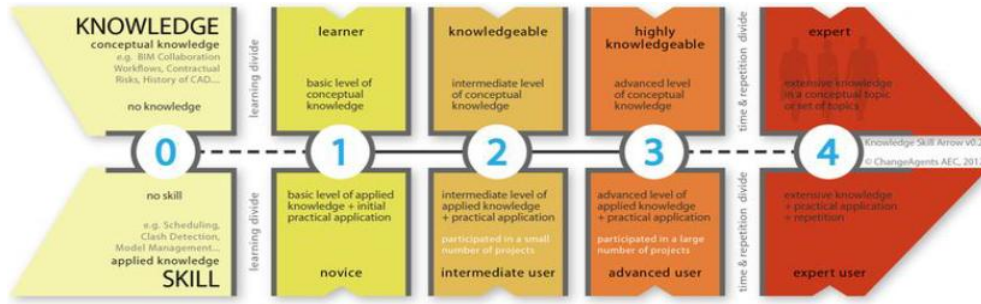 KNOWLEDGE
conceptual knowledge
e.g. BIM Collaboration
Workflows, Contractual
Risks, History of CAD...
no knowledge
learning divide
learner
basic level of
conceptual
knowledge
knowledgeable
intermediate level
of conceptual
knowledge
highly
knowledgeable
advanced level
of conceptual
knowledge
time & repetition divide
expert
extensive knowledge
in a conceptual topic
or set of topics
0
1
2
3
4
Knowledge Skill Arrow v0.2
© ChangeAgents AEC,
no skill
e.g. Scheduling,
Clash Detection,
Model Management...
applied knowledge
SKILL
learning divide
basic level of applied
knowledge + initial
practical application
novice
intermediate level of
applied knowledge
+ practical application
participated in a small
number of projects
intermediate user
advanced level of
applied knowledge
+ practical application
participated in a large
number of projects
advanced user
time & repetition divide
extensive knowledge
+ practical application
+ repetition
expert user